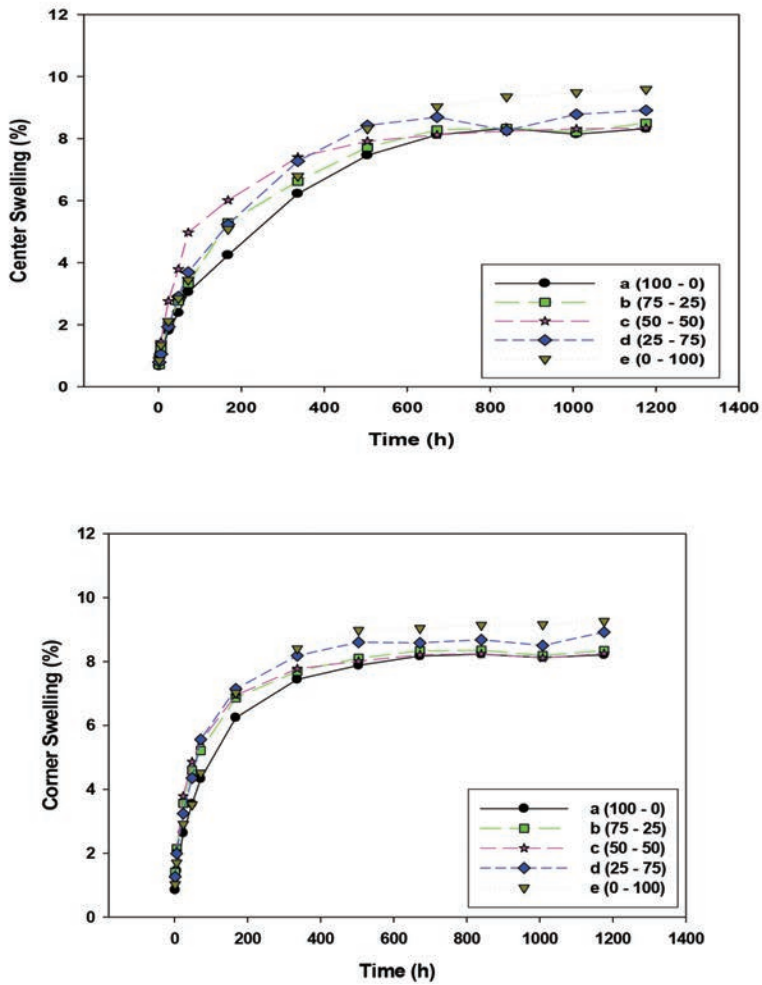 12
10
8
6
4
2
0
Center Swelling (%)
a (100 - 0)
b (75 - 25)
c (50 - 50)
d (25 - 75)
e (0 - 100)
0 200 400 600 800 1000 1200 1400
Time (h)
12
10
8
6
4
2
0
Corner Swelling (%)
a (100 - 0)
b (75 - 25)
c (50 - 50)
d (25 - 75)
e (0 - 100)
0 200 400 600 800 1000 1200 1400
Time (h)